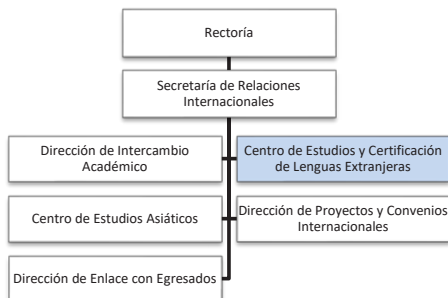 Rectoría
Secretaría de Relaciones
Internacionales
Dirección de Intercambio
Académico
Centro de Estudios y Certificación
de Lenguas Extranjeras
Centro de Estudios Asiáticos
Dirección de Proyectos y Convenios
Internacionales
Dirección de Enlace con Egresados